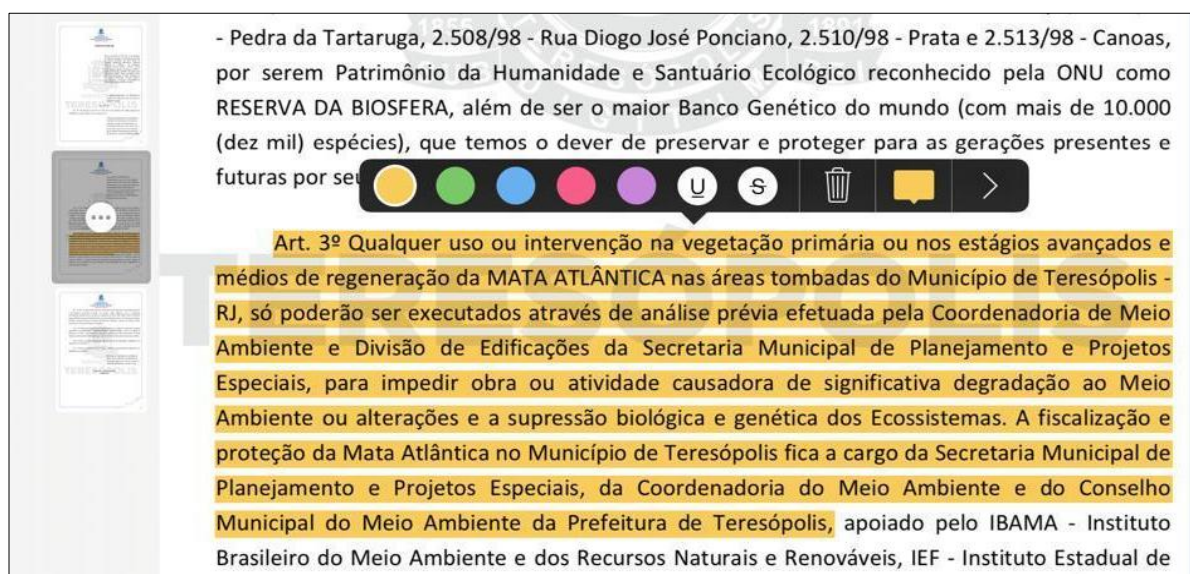 - Pedra da Tartaruga, 2.508/98 - Rua Diogo José Ponciano, 2.510/98 - Prata e 2.513/98 - Canoas,
por serem Patrimônio da Humanidade e Santuário Ecológico reconhecido pela ONU como
RESERVA DA BIOSFERA, além de ser o maior Banco Genético do mundo (com mais de 10.000
(dez mil) espécies), que temos o dever de preservar e proteger para as gerações presentes e
futuras por
Art. 3º Qualquer uso ou intervenção na vegetação primária ou nos estágios avançados e
médios de regeneração da MATA ATLÂNTICA nas áreas tombadas do Município de Teresópolis -
RJ, só poderão ser executados através de análise prévia efetuada pela Coordenadoria de Meio
Ambiente e Divisão de Edificações da Secretaria Municipal de Planejamento e Projetos
Especiais, para impedir obra ou atividade causadora de significativa degradação ao Meio
Ambiente ou alterações e a supressão biológica e genética dos Ecossistemas. A fiscalização e
proteção da Mata Atlântica no Município de Teresópolis fica a cargo da Secretaria Municipal de
Planejamento e Projetos Especiais, da Coordenadoria do Meio Ambiente e do Conselho
Municipal do Meio Ambiente da Prefeitura de Teresópolis, apoiado pelo IBAMA - Instituto
Brasileiro do Meio Ambiente e dos Recursos Naturais e Renováveis, IEF - Instituto Estadual de
TERESÓPOLIS
1855
1891
U
S